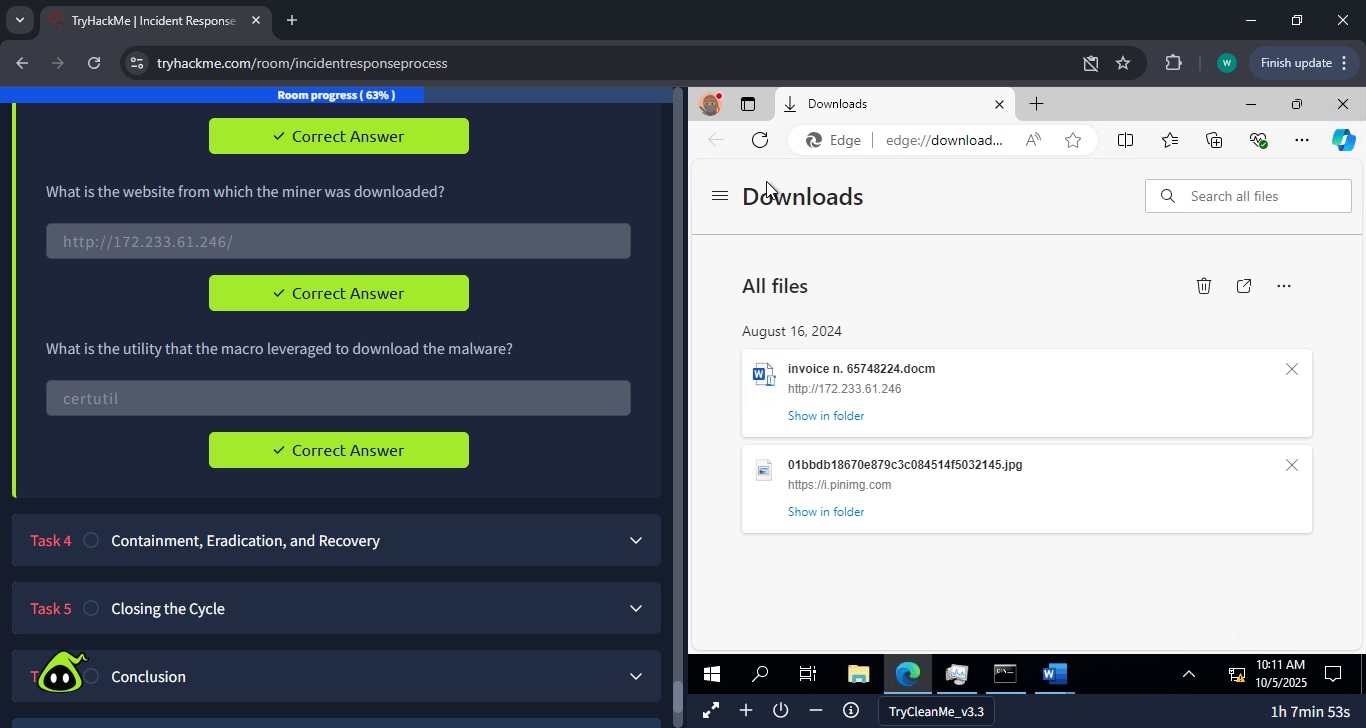 TryHackMe | Incident Response
tryhackme.com/room/incidentresponseprocess
W
Finish update
Room progress ( 63% )
Correct Answer
What is the website from which the miner was downloaded?
http://172.233.61.246/
Correct Answer
What is the utility that the macro leveraged to download the malware?
certutil
Correct Answer
Task 4 Containment, Eradication, and Recovery
Task 5 Closing the Cycle
T Conclusion
Downloads
Edge edge://download...
Downloads
Search all files
All files
August 16, 2024
invoice n. 65748224.docm
http://172.233.61.246
Show in folder
01bbdb18670e879c3c084514f5032145.jpg
https://i.pinimg.com
Show in folder
10:11 AM
10/5/2025
TryCleanMe_v3.3
1h 7min 53s